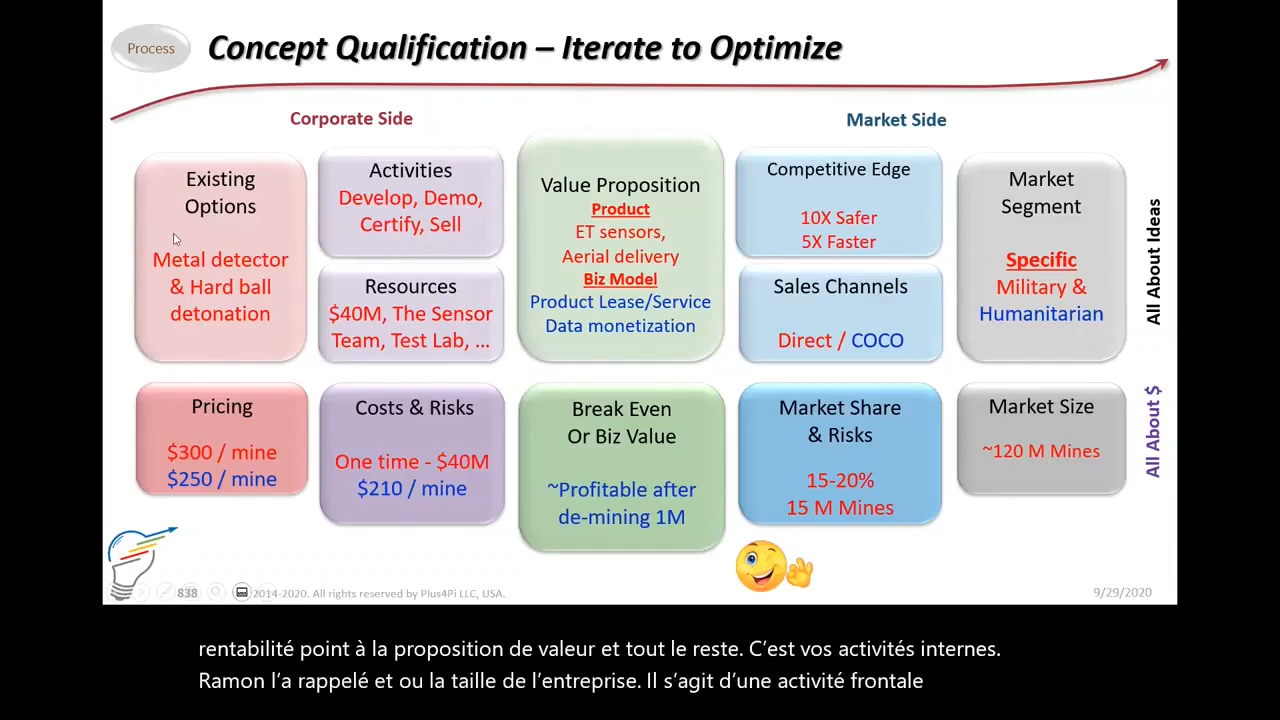 Process
Concept Qualification – Iterate to Optimize
Corporate Side
Market Side
Existing
Options
Metal detector
& Hard ball
detonation
Activities
Develop, Demo,
Certify, Sell
Resources
$40M, The Sensor
Team, Test Lab, ...
Value Proposition
Product
ET sensors,
Aerial delivery
Biz Model
Product Lease/Service
Data monetization
Competitive Edge
10X Safer
5X Faster
Sales Channels
Direct / COCO
Market
Segment
Specific
Military &
Humanitarian
All About Ideas
Pricing
$300 / mine
$250 / mine
Costs & Risks
One time - $40M
$210 / mine
Break Even
Or Biz Value
~Profitable after
de-mining 1M
Market Share
& Risks
15-20%
15 M Mines
Market Size
~120 M Mines
All About $
838
2014-2020. All rights reserved by Plus4Pi LLC, USA.
9/29/2020
rentabilité point à la proposition de valeur et tout le reste. C’est vos activités internes.
Ramon l’a rappelé et ou la taille de l’entreprise. Il s’agit d’une activité frontale